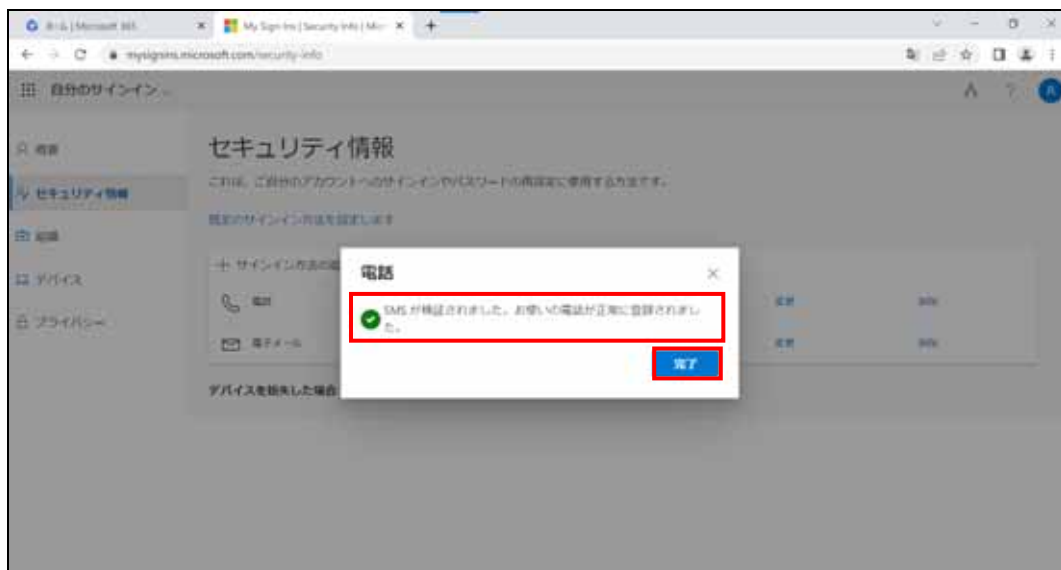 ホーム | Microsoft 365
My Sign-Ins | Security Info | Micr
mysignins.microsoft.com/security-info
自分のサインイン
概要
セキュリティ情報
組織
デバイス
プライバシー
セキュリティ情報
これは、ご自分のアカウントへのサインインやパスワードの再設定に使用する方法です。
既定のサインイン方法を設定します
サインイン方法の追
電話
変更
削除
電子メール
変更
削除
デバイスを紛失した場合
電話
SMS が検証されました。お使いの電話が正常に登録されまし
た。
完了